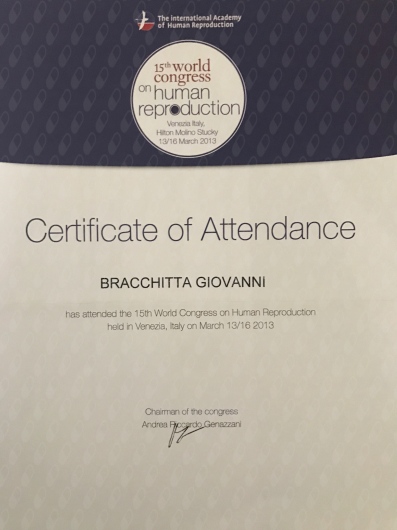 The International Academy
of Human Reproduction
15th world
congress
on human
reproduction
Venezia Italy,
Hilton Molino Stucky
13/16 March 2013
Certificate of Attendance
BRACCHITTA GIOVANNI
has attended the 15th World Congress on Human Reproduction
held in Venezia, Italy on March 13/16 2013
Chairman of the congress
Andrea Riccardo Genazzani